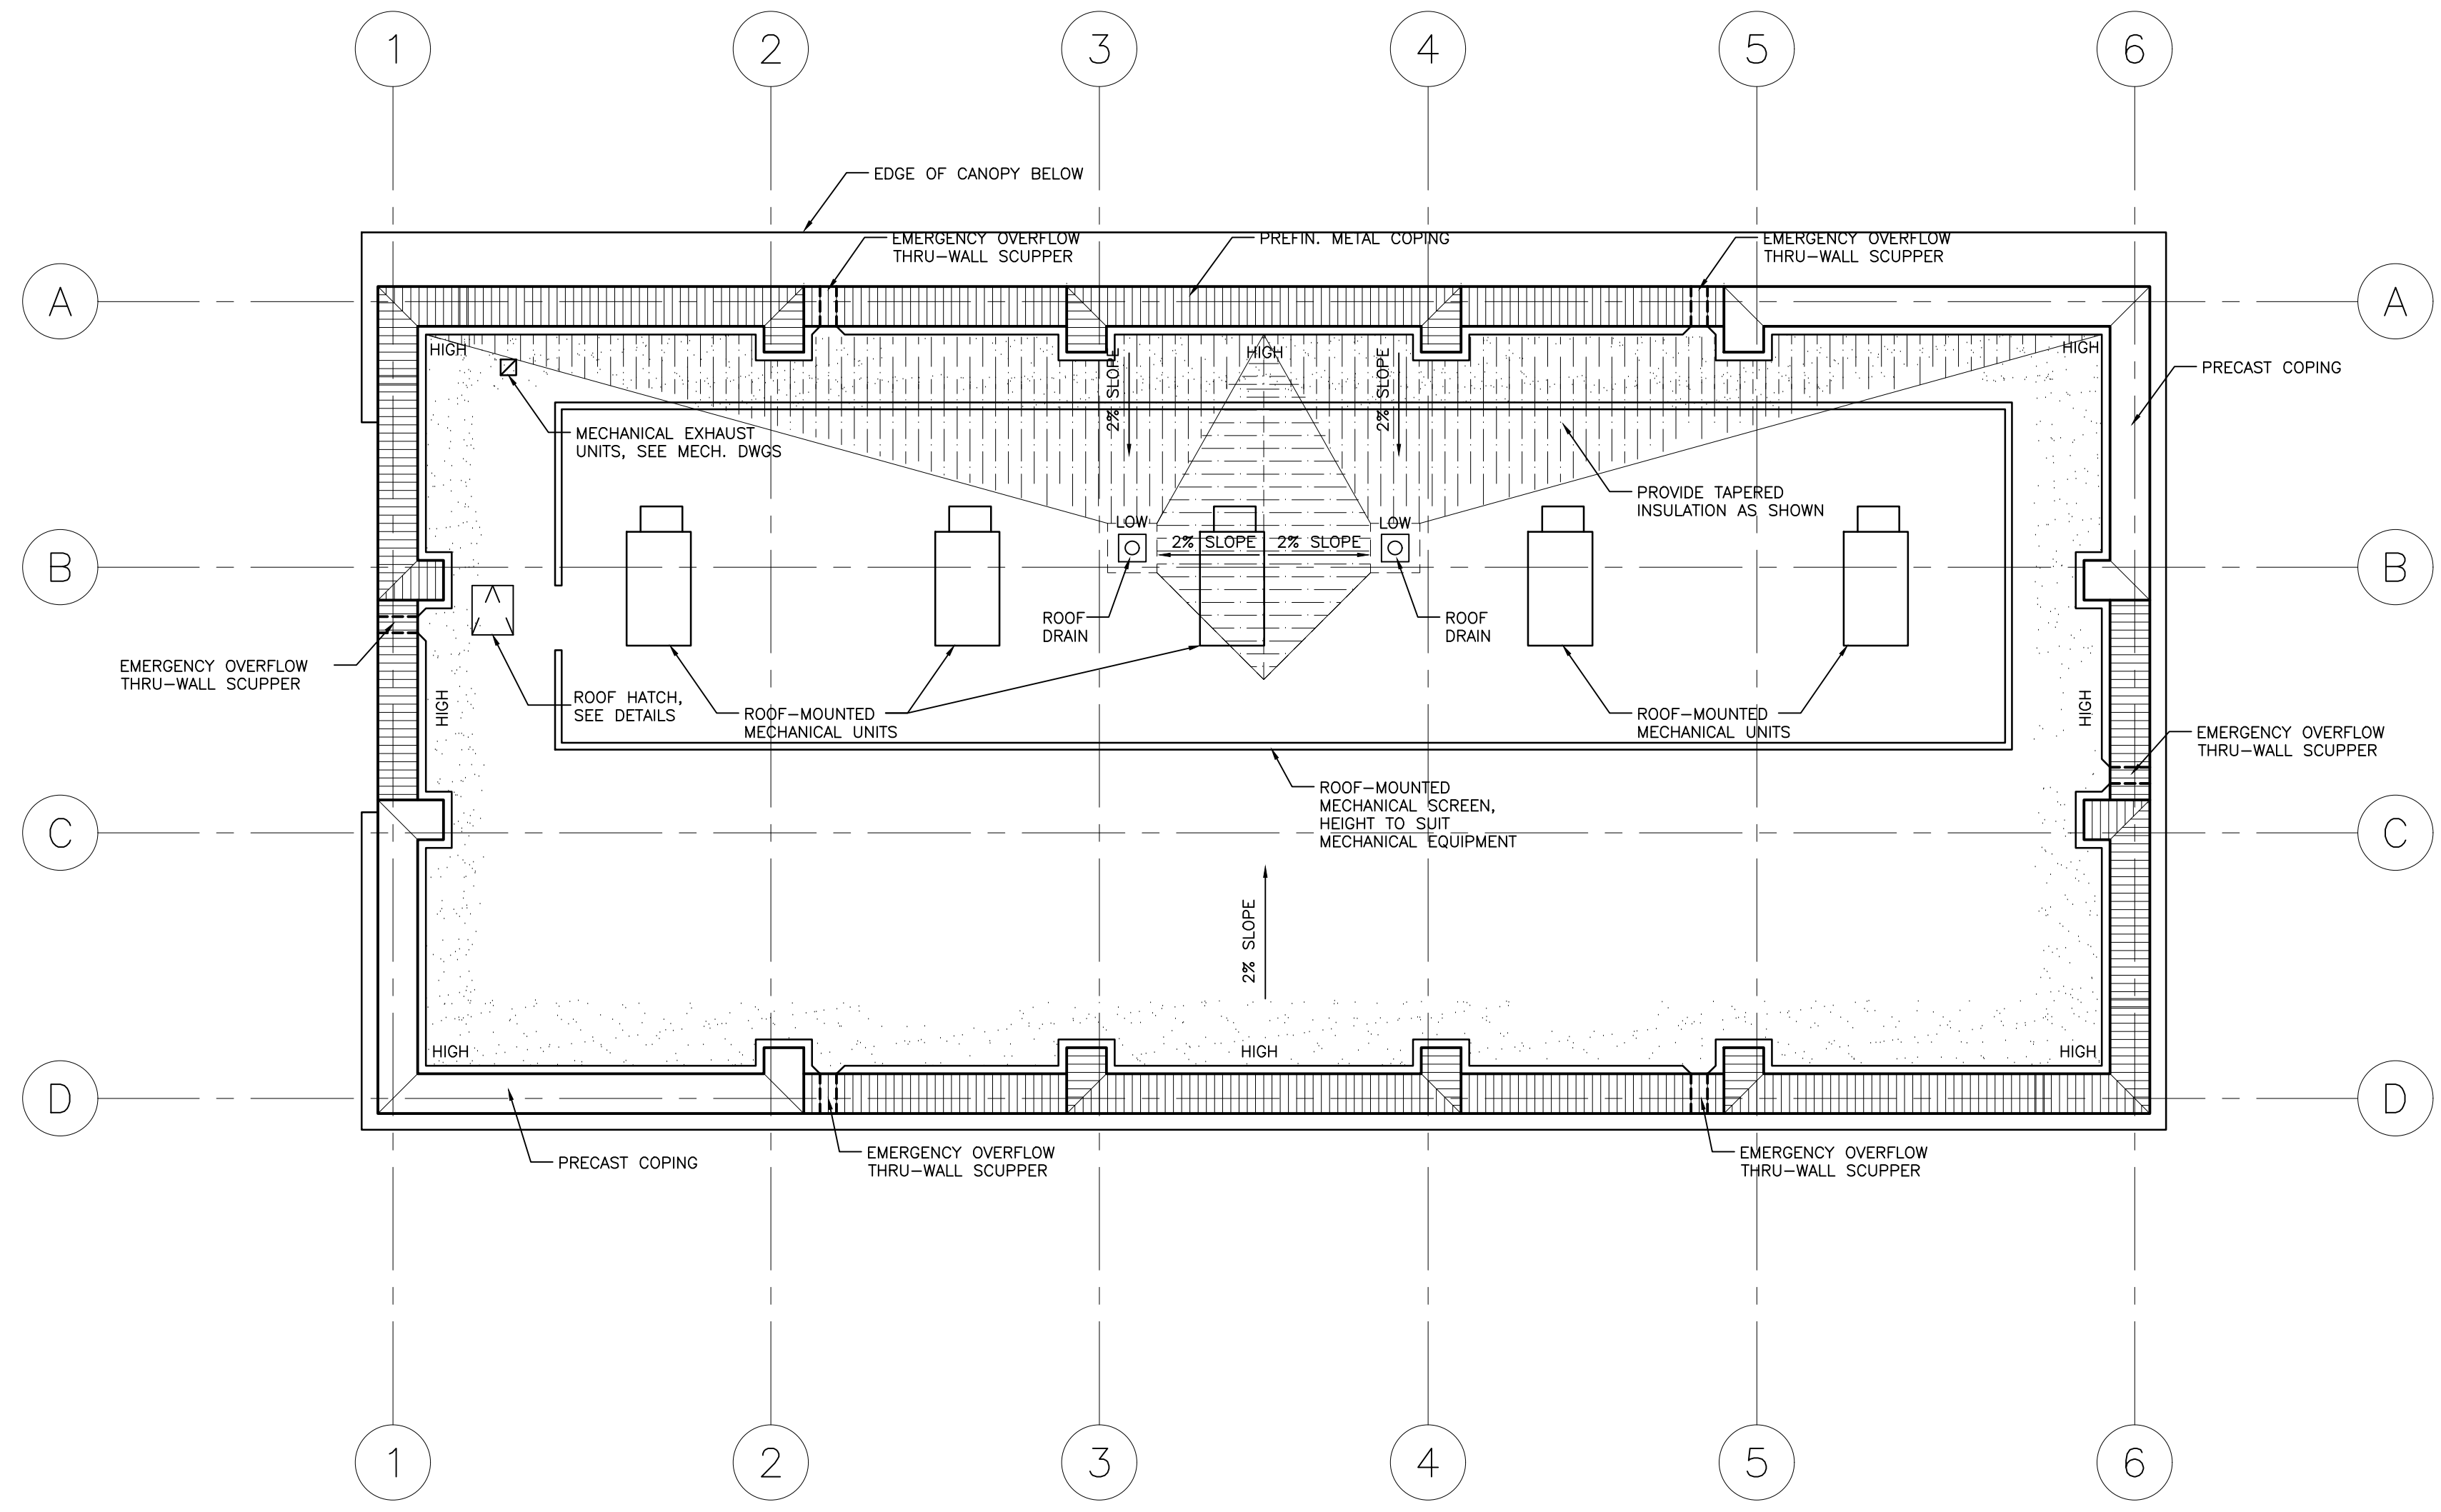 1 2 3 4 5 6
EDGE OF CANOPY BELOW
EMERGENCY OVERFLOW
THRU-WALL SCUPPER
PREFIN. METAL COPING
EMERGENCY OVERFLOW
THRU-WALL SCUPPER
A A
HIGH
HIGH
HIGH
2% SLOPE
2% SLOPE
PRECAST COPING
MECHANICAL EXHAUST
UNITS, SEE MECH. DWGS
PROVIDE TAPERED
INSULATION AS SHOWN
LOW
LOW
2% SLOPE
2% SLOPE
B B
ROOF
DRAIN
ROOF
DRAIN
EMERGENCY OVERFLOW
THRU-WALL SCUPPER
HIGH
ROOF HATCH,
SEE DETAILS
ROOF-MOUNTED
MECHANICAL UNITS
ROOF-MOUNTED
MECHANICAL UNITS
HIGH
EMERGENCY OVERFLOW
THRU-WALL SCUPPER
ROOF-MOUNTED
MECHANICAL SCREEN,
HEIGHT TO SUIT
MECHANICAL EQUIPMENT
C C
2% SLOPE
HIGH
HIGH
HIGH
D D
PRECAST COPING
EMERGENCY OVERFLOW
THRU-WALL SCUPPER
EMERGENCY OVERFLOW
THRU-WALL SCUPPER
1 2 3 4 5 6